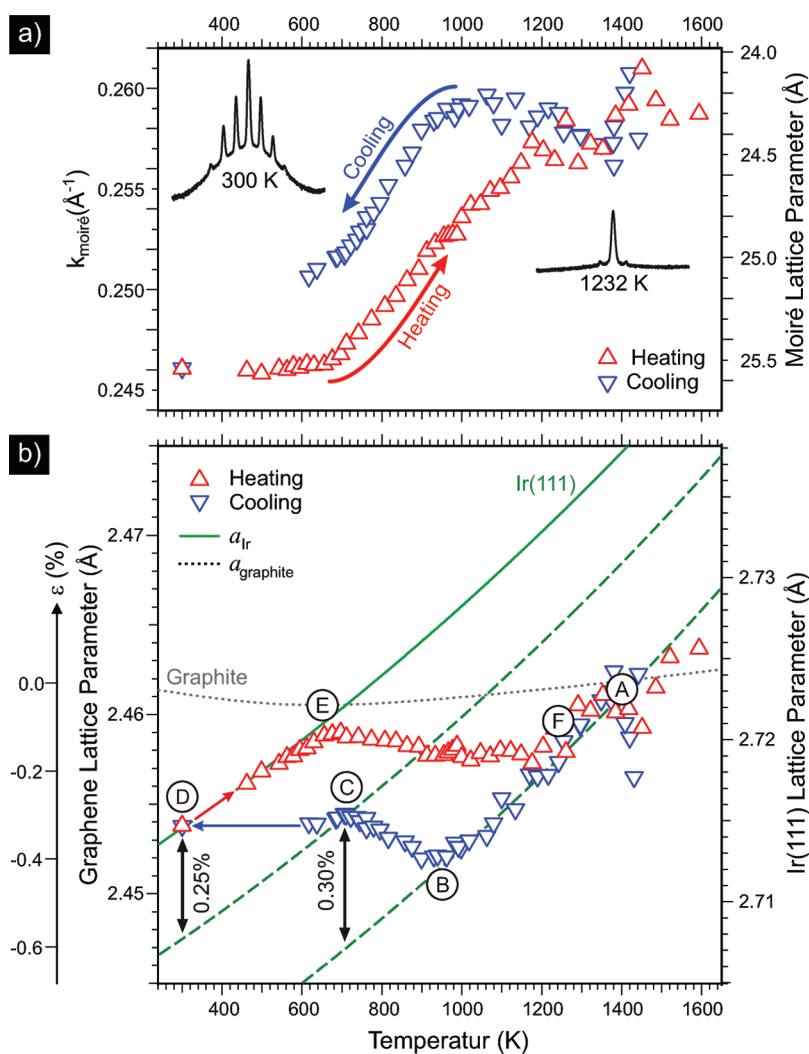 a)
400 600 800 1000 1200 1400 1600
0.260
0.255
0.250
0.245
k moiré (Å-1)
24.0
24.5
25.0
25.5
Moiré Lattice Parameter (Å)
300 K
Cooling
Heating
1232 K
Heating
Cooling
b)
Heating
Cooling
aIr
agraphite
Ir(111)
Graphite
E
A
F
D
C
B
0.25%
0.30%
ε (%)
0.0
-0.2
-0.4
-0.6
Graphene Lattice Parameter (Å)
2.47
2.46
2.45
2.73
2.72
2.71
Ir(111) Lattice Parameter (Å)
400 600 800 1000 1200 1400 1600
Temperatur (K)